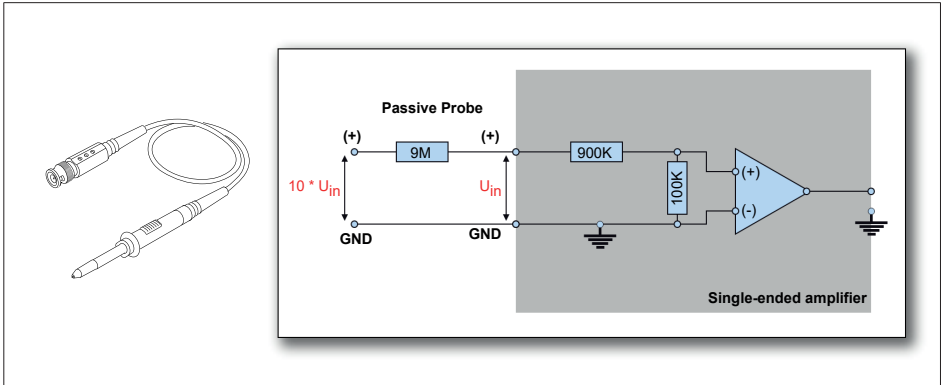 Passive Probe
(+)
(+)
9M
900K
100K
(+)
(-)
10 * Uin
Uin
GND
GND
Single-ended amplifier